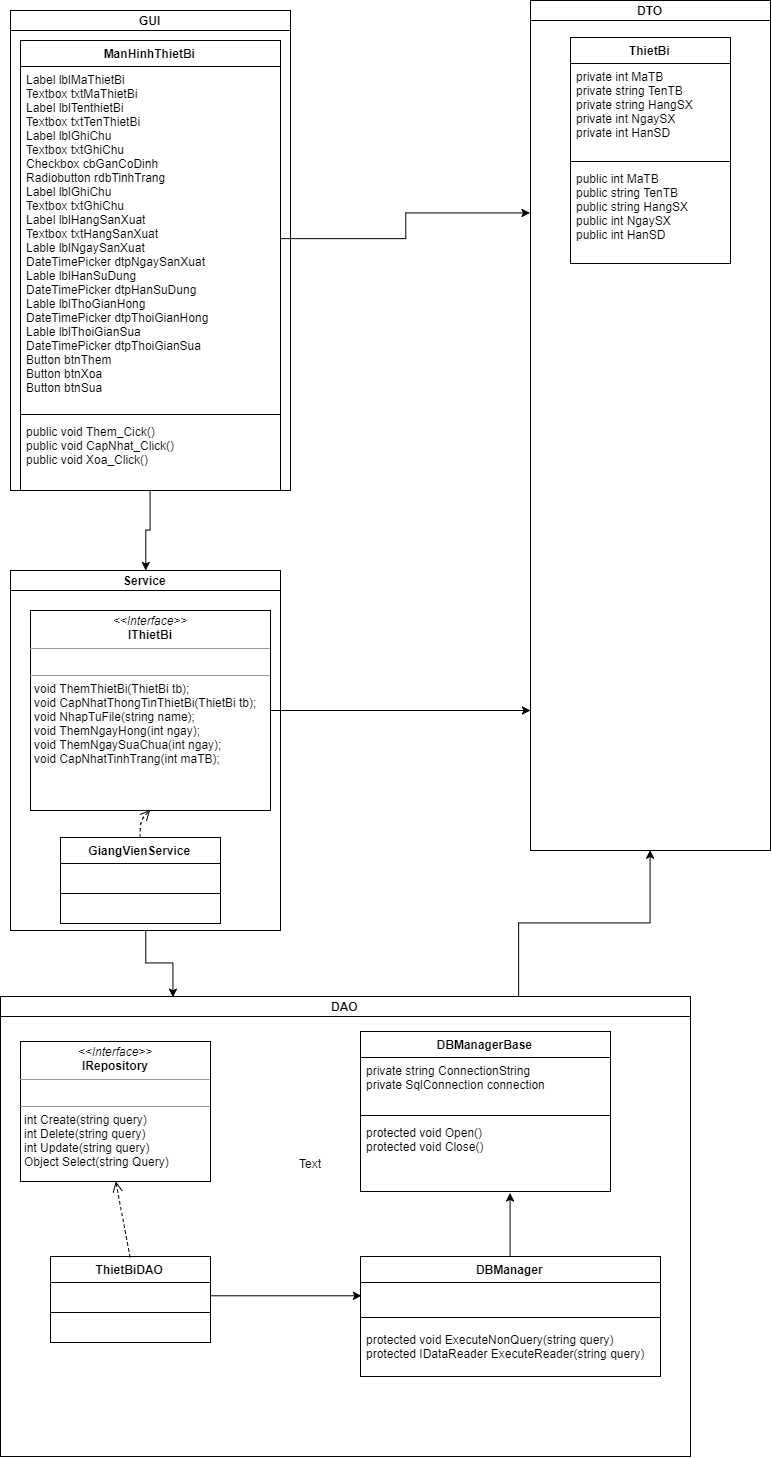 GUI
ManHinhThietBi
Label lblMaThietBi
Textbox txtMaThietBi
Label lblTenthietBi
Textbox txtTenThietBi
Label lblGhiChu
Textbox txtGhiChu
Checkbox cbGanCoDinh
Radiobutton rdbTinhTrang
Label lblGhiChu
Textbox txtGhiChu
Label lblHangSanXuat
Textbox txtHangSanXuat
Lable lblNgaySanXuat
DateTimePicker dtpNgaySanXuat
Lable lblHanSuDung
DateTimePicker dtpHanSuDung
Lable lblThoGianHong
DateTimePicker dtpThoiGianHong
Lable lblThoiGianSua
DateTimePicker dtpThoiGianSua
Button btnThem
Button btnXoa
Button btnSua
public void Them_Cick()
public void CapNhat_Click()
public void Xoa_Click()
DTO
ThietBi
private int MaTB
private string TenTB
private string HangSX
private int NgaySX
private int HanSD
public int MaTB
public string TenTB
public string HangSX
public int NgaySX
public int HanSD
Service
<<Interface>>
IThietBi
void ThemThietBi(ThietBi tb);
void CapNhatThongTinThietBi(ThietBi tb);
void NhapTuFile(string name);
void ThemNgayHong(int ngay);
void ThemNgaySuaChua(int ngay);
void CapNhatTinhTrang(int maTB);
GiangVienService
DAO
<<Interface>>
IRepository
int Create(string query)
int Delete(string query)
int Update(string query)
Object Select(string Query)
Text
DBManagerBase
private string ConnectionString
private SqlConnection connection
protected void Open()
protected void Close()
ThietBiDAO
DBManager
protected void ExecuteNonQuery(string query)
protected IDataReader ExecuteReader(string query)